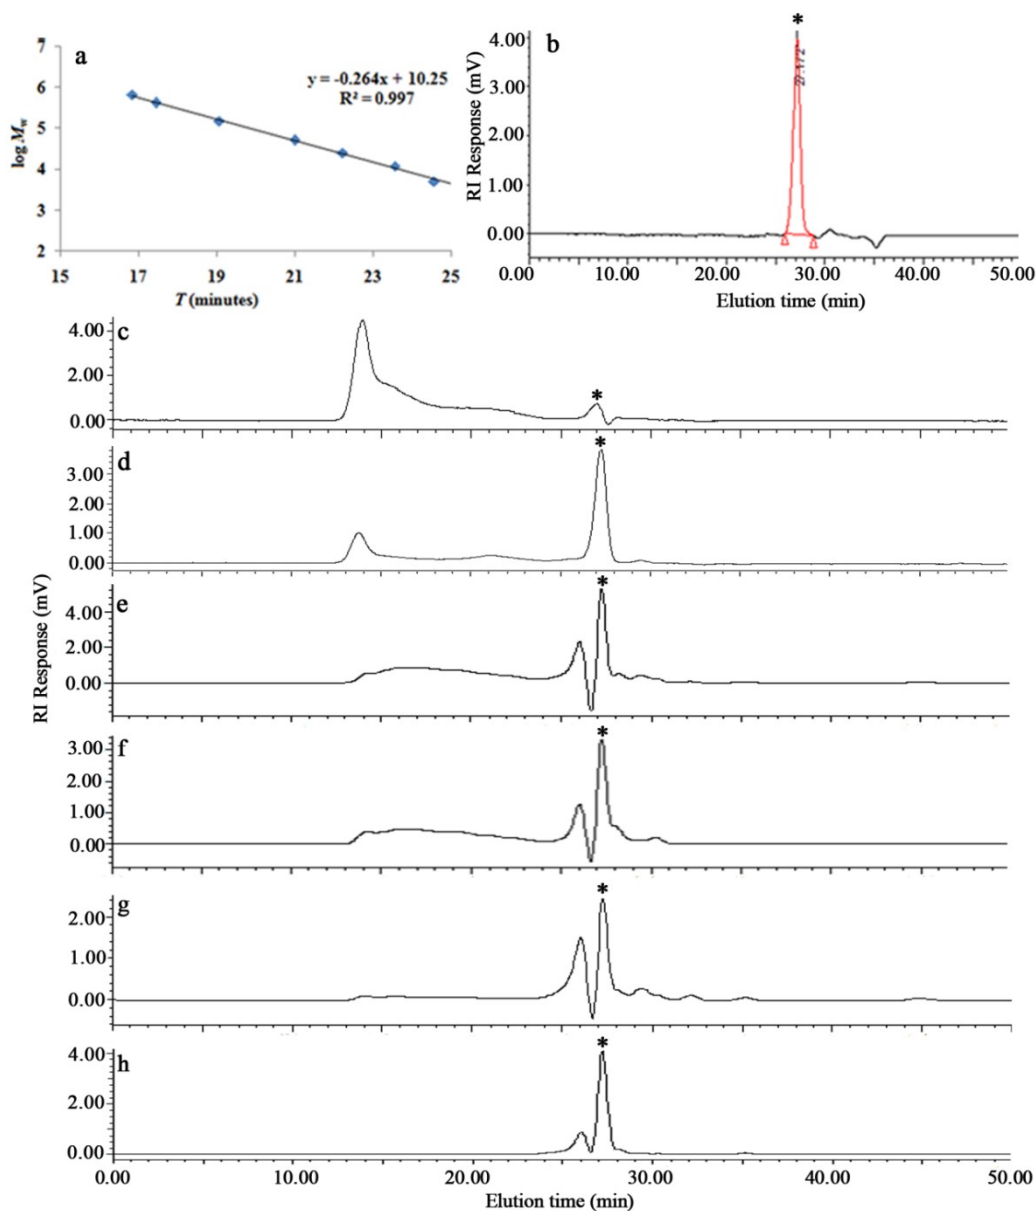 a
7
6
5
4
3
2
log Mw
y = -0.264x + 10.25
R² = 0.997
15 17 19 21 23 25
T (minutes)
b
*
27.172
4.00
3.00
2.00
1.00
0.00
RI Response (mV)
0.00 10.00 20.00 30.00 40.00 50.00
Elution time (min)
c
*
4.00
2.00
0.00
d
*
3.00
2.00
1.00
0.00
RI Response (mV)
e
*
4.00
2.00
0.00
f
*
3.00
2.00
1.00
0.00
g
*
2.00
1.00
0.00
h
*
4.00
2.00
0.00
0.00 10.00 20.00 30.00 40.00 50.00
Elution time (min)